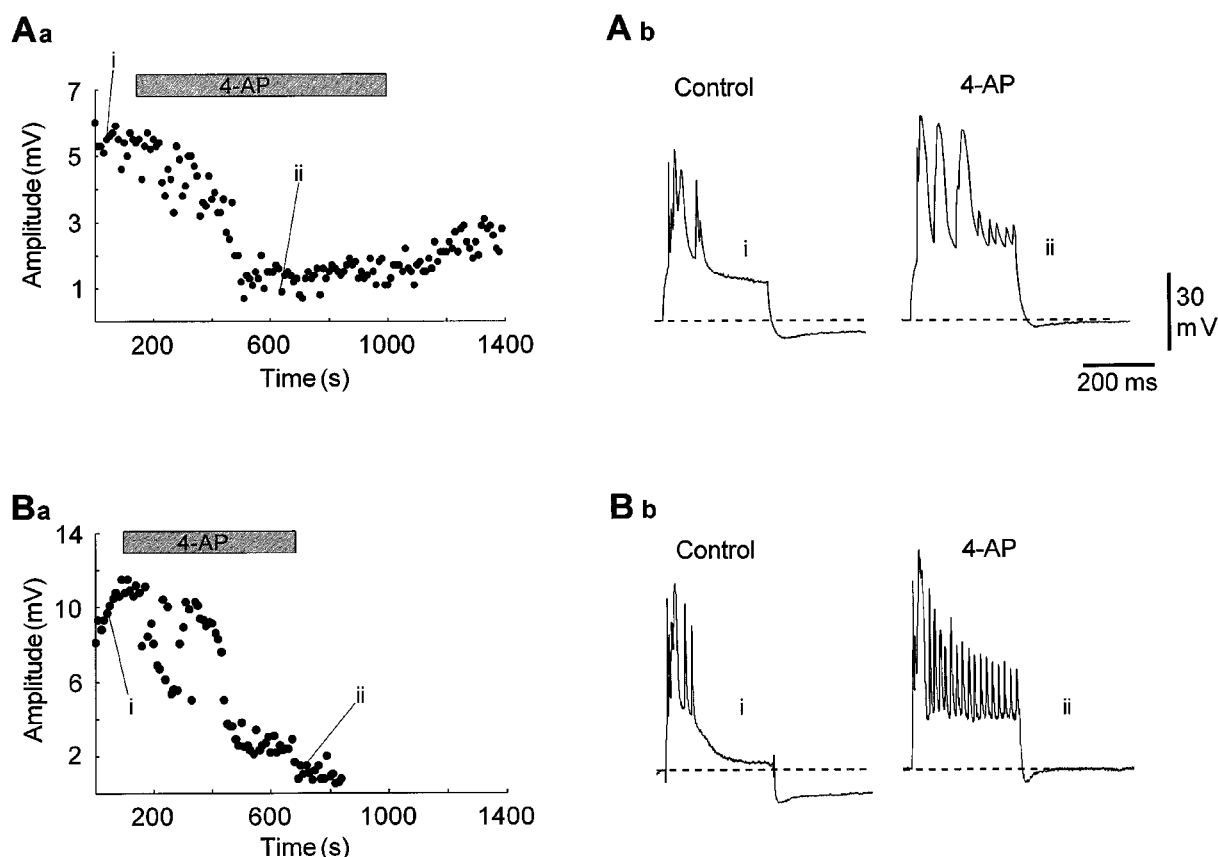 Aa
i
4-AP
7
5
3
1
Amplitude (mV)
ii
200 600 1000 1400
Time (s)
A b
Control 4-AP
i
ii
30
mV
200 ms
Ba
4-AP
14
10
6
2
Amplitude (mV)
i
ii
200 600 1000 1400
Time (s)
B b
Control 4-AP
i
ii